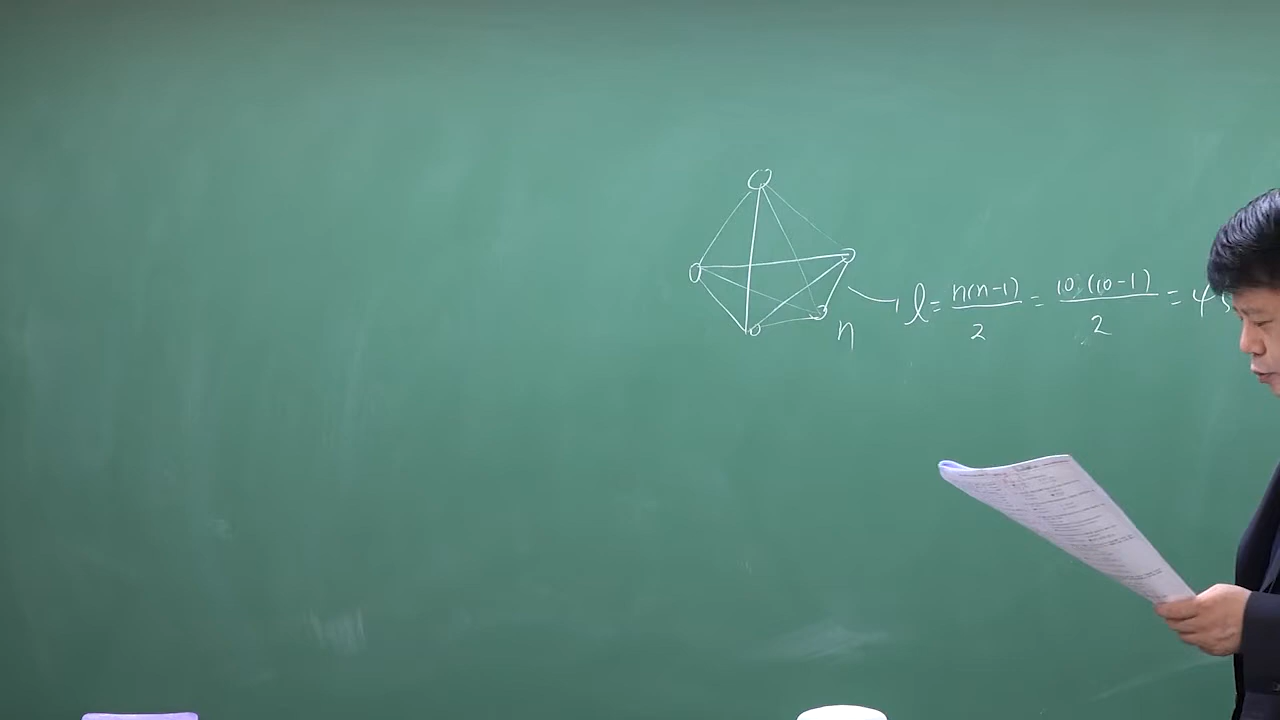 l = n(n-1)/2 = 10(10-1)/2 = 45
n